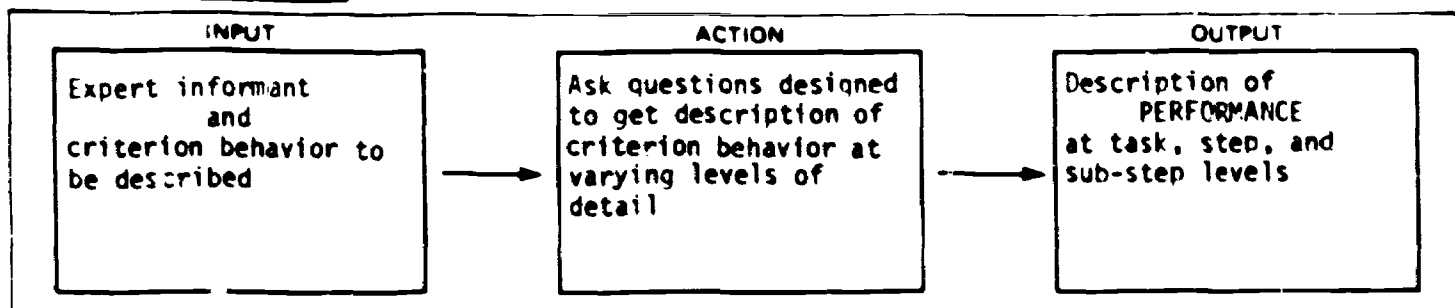 INPUT
Expert informant
and
criterion behavior to
be described
ACTION
Ask questions designed
to get description of
criterion behavior at
varying levels of
detail
OUTPUT
Description of
PERFORMANCE
at task, step, and
sub-step levels